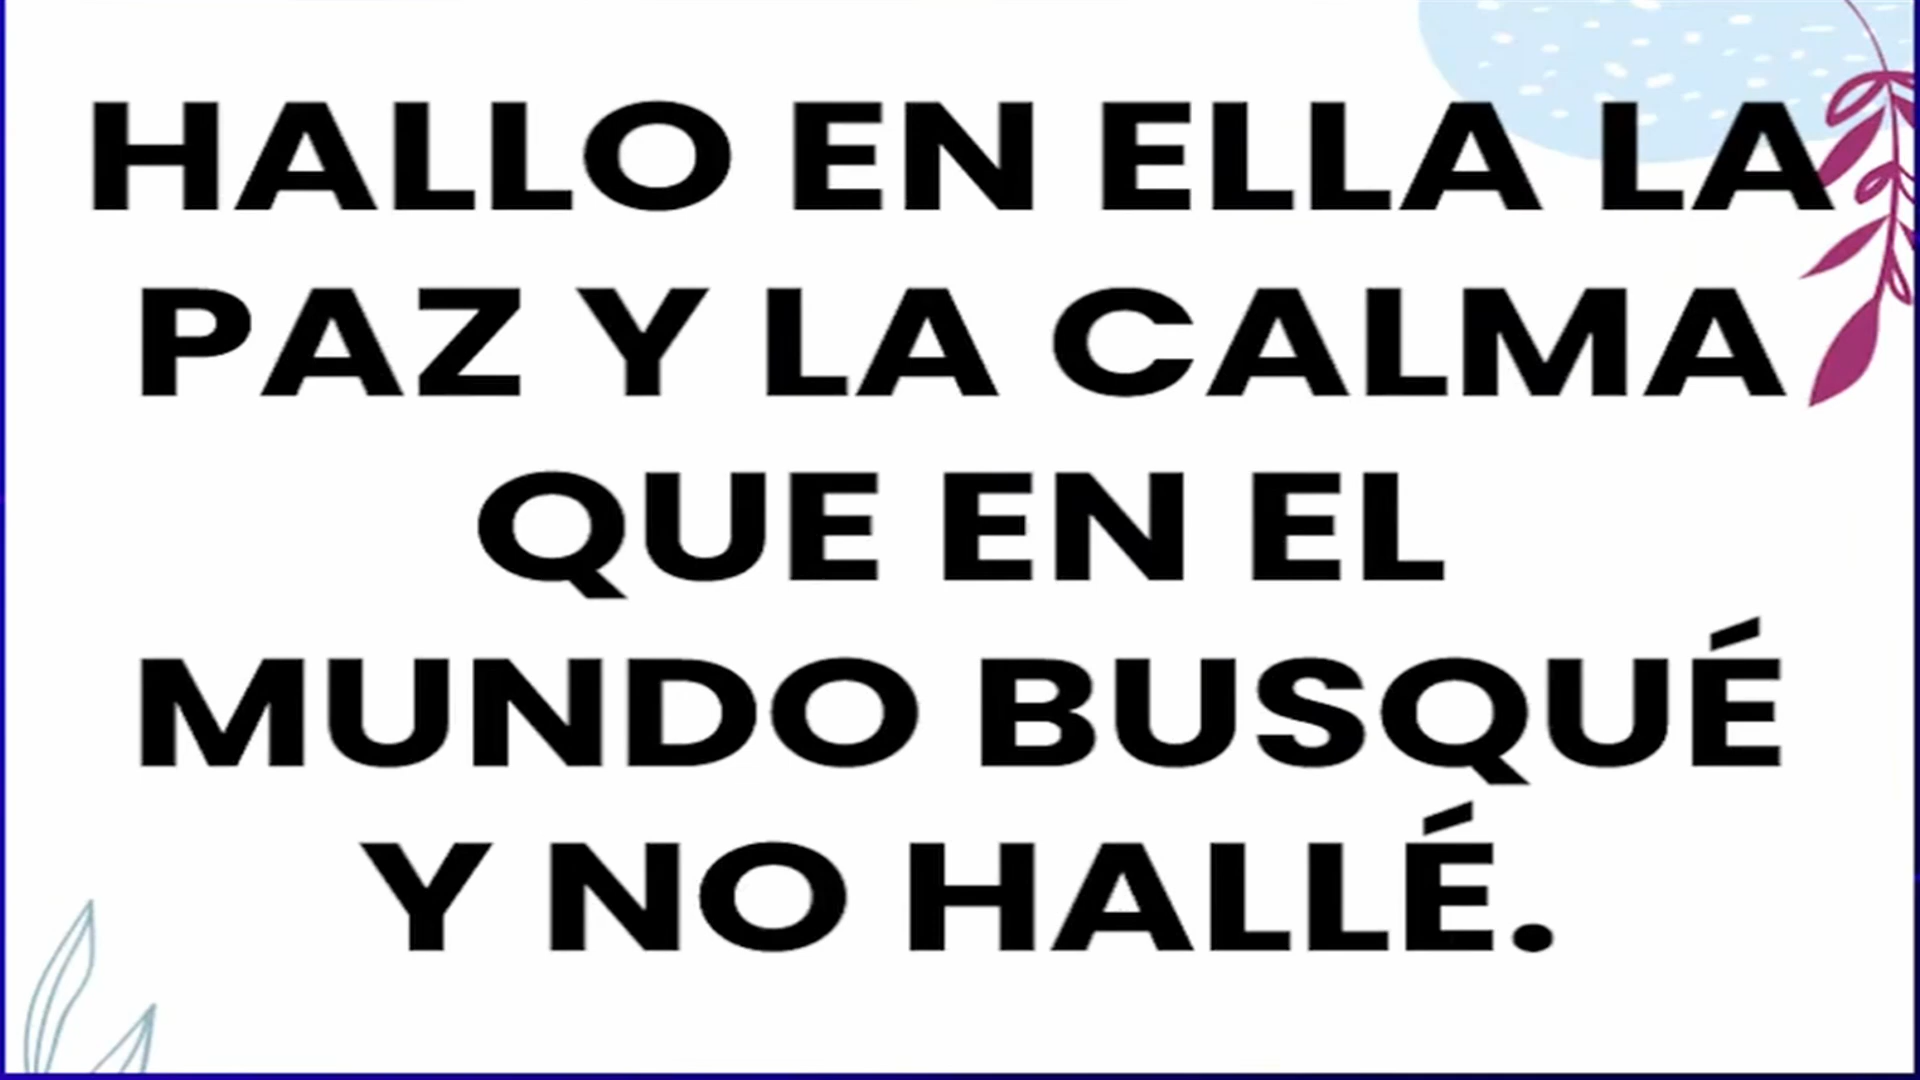 HALLO EN ELLA LA
PAZ Y LA CALMA
QUE EN EL
MUNDO BUSQUÉ
Y NO HALLÉ.